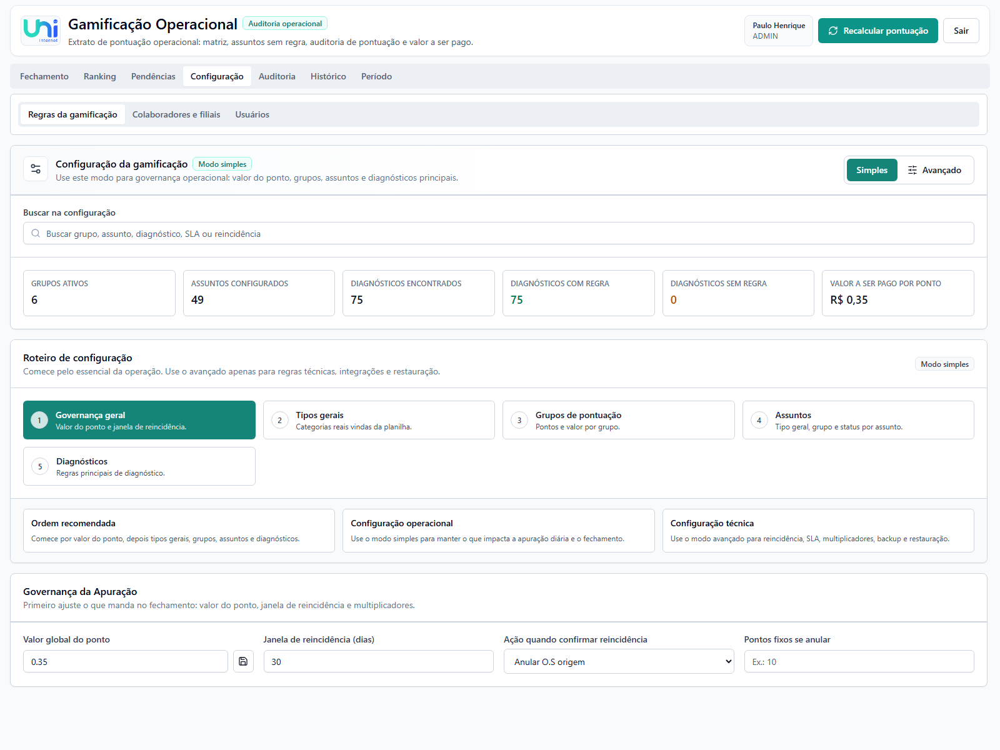 Uni
Internet
Gamificação Operacional
Auditoria operacional
Extrato de pontuação operacional: matriz, assuntos sem regra, auditoria de pontuação e valor a ser pago.
Paulo Henrique
ADMIN
Recalcular pontuação
Sair
Fechamento
Ranking
Pendências
Configuração
Auditoria
Histórico
Período
Regras da gamificação
Colaboradores e filiais
Usuários
Configuração da gamificação
Modo simples
Use este modo para governança operacional: valor do ponto, grupos, assuntos e diagnósticos principais.
Simples
Avançado
Buscar na configuração
Buscar grupo, assunto, diagnóstico, SLA ou reincidência
GRUPOS ATIVOS
6
ASSUNTOS CONFIGURADOS
49
DIAGNÓSTICOS ENCONTRADOS
75
DIAGNÓSTICOS COM REGRA
75
DIAGNÓSTICOS SEM REGRA
0
VALOR A SER PAGO POR PONTO
R$ 0,35
Roteiro de configuração
Comece pelo essencial da operação. Use o avançado apenas para regras técnicas, integrações e restauração.
Modo simples
1
Governança geral
Valor do ponto e janela de reincidência.
2
Tipos gerais
Categorias reais vindas da planilha.
3
Grupos de pontuação
Pontos e valor por grupo.
4
Assuntos
Tipo geral, grupo e status por assunto.
5
Diagnósticos
Regras principais de diagnóstico.
Ordem recomendada
Comece por valor do ponto, depois tipos gerais, grupos, assuntos e diagnósticos.
Configuração operacional
Use o modo simples para manter o que impacta a apuração diária e o fechamento.
Configuração técnica
Use o modo avançado para reincidência, SLA, multiplicadores, backup e restauração.
Governança da Apuração
Primeiro ajuste o que manda no fechamento: valor do ponto, janela de reincidência e multiplicadores.
Valor global do ponto
0.35
Janela de reincidência (dias)
30
Ação quando confirmar reincidência
Anular O.S origem
Pontos fixos se anular
Ex.: 10